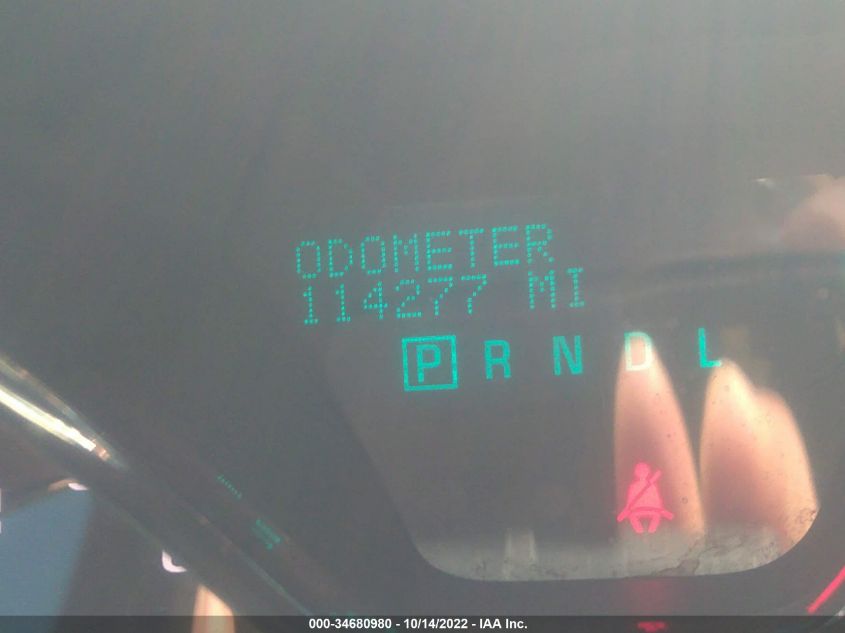 ODOMETER
114277 MI
P R N D L
000-34680980 - 10/14/2022 - IAA Inc.